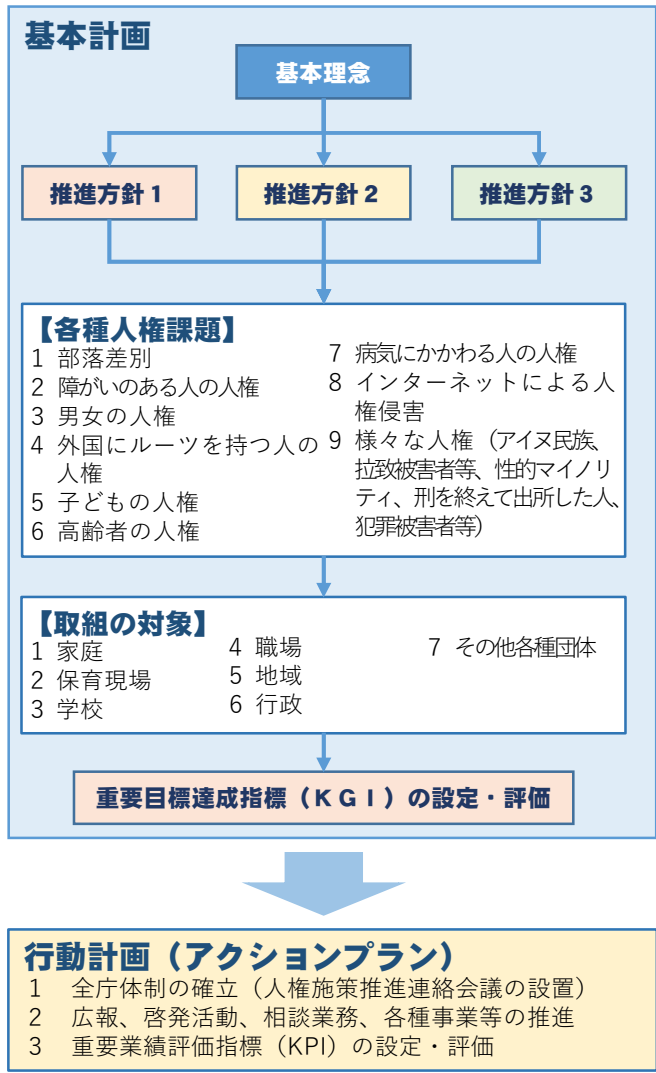 基本計画
基本理念
推進方針1
推進方針2
推進方針3
【各種人権課題】
1 部落差別
2 障がいのある人の人権
3 男女の人権
4 外国にルーツを持つ人の
人権
5 子どもの人権
6 高齢者の人権
7 病気にかかわる人の人権
8 インターネットによる人
権侵害
9 様々な人権（アイヌ民族、
拉致被害者等、性的マイノリ
ティ、刑を終えて出所した人、
犯罪被害者等）
【取組の対象】
1 家庭
2 保育現場
3 学校
4 職場
5 地域
6 行政
7 その他各種団体
重要目標達成指標（KGI）の設定・評価
行動計画（アクションプラン）
1 全庁体制の確立（人権施策推進連絡会議の設置）
2 広報、啓発活動、相談業務、各種事業等の推進
3 重要業績評価指標（KPI）の設定・評価